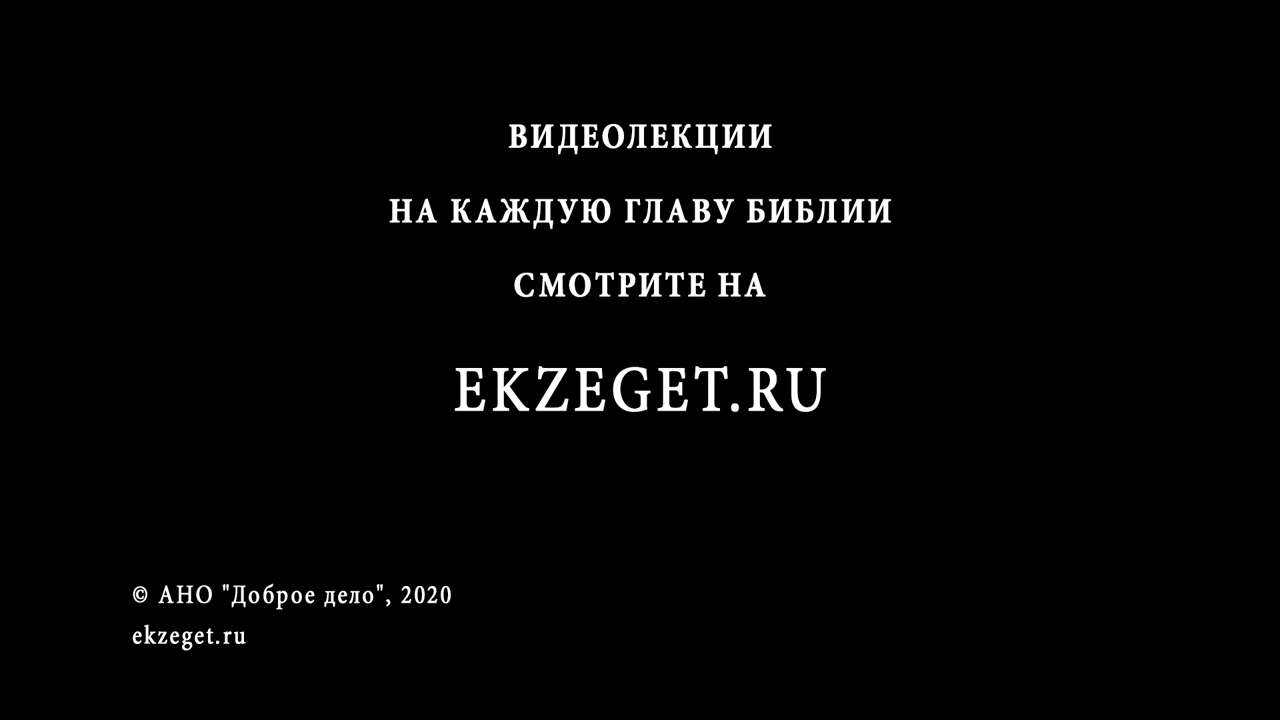 ВИДЕОЛЕКЦИИ
НА КАЖДУЮ ГЛАВУ БИБЛИИ
СМОТРИТЕ НА
EKZEGET.RU
© АНО "Доброе дело", 2020
ekzeget.ru